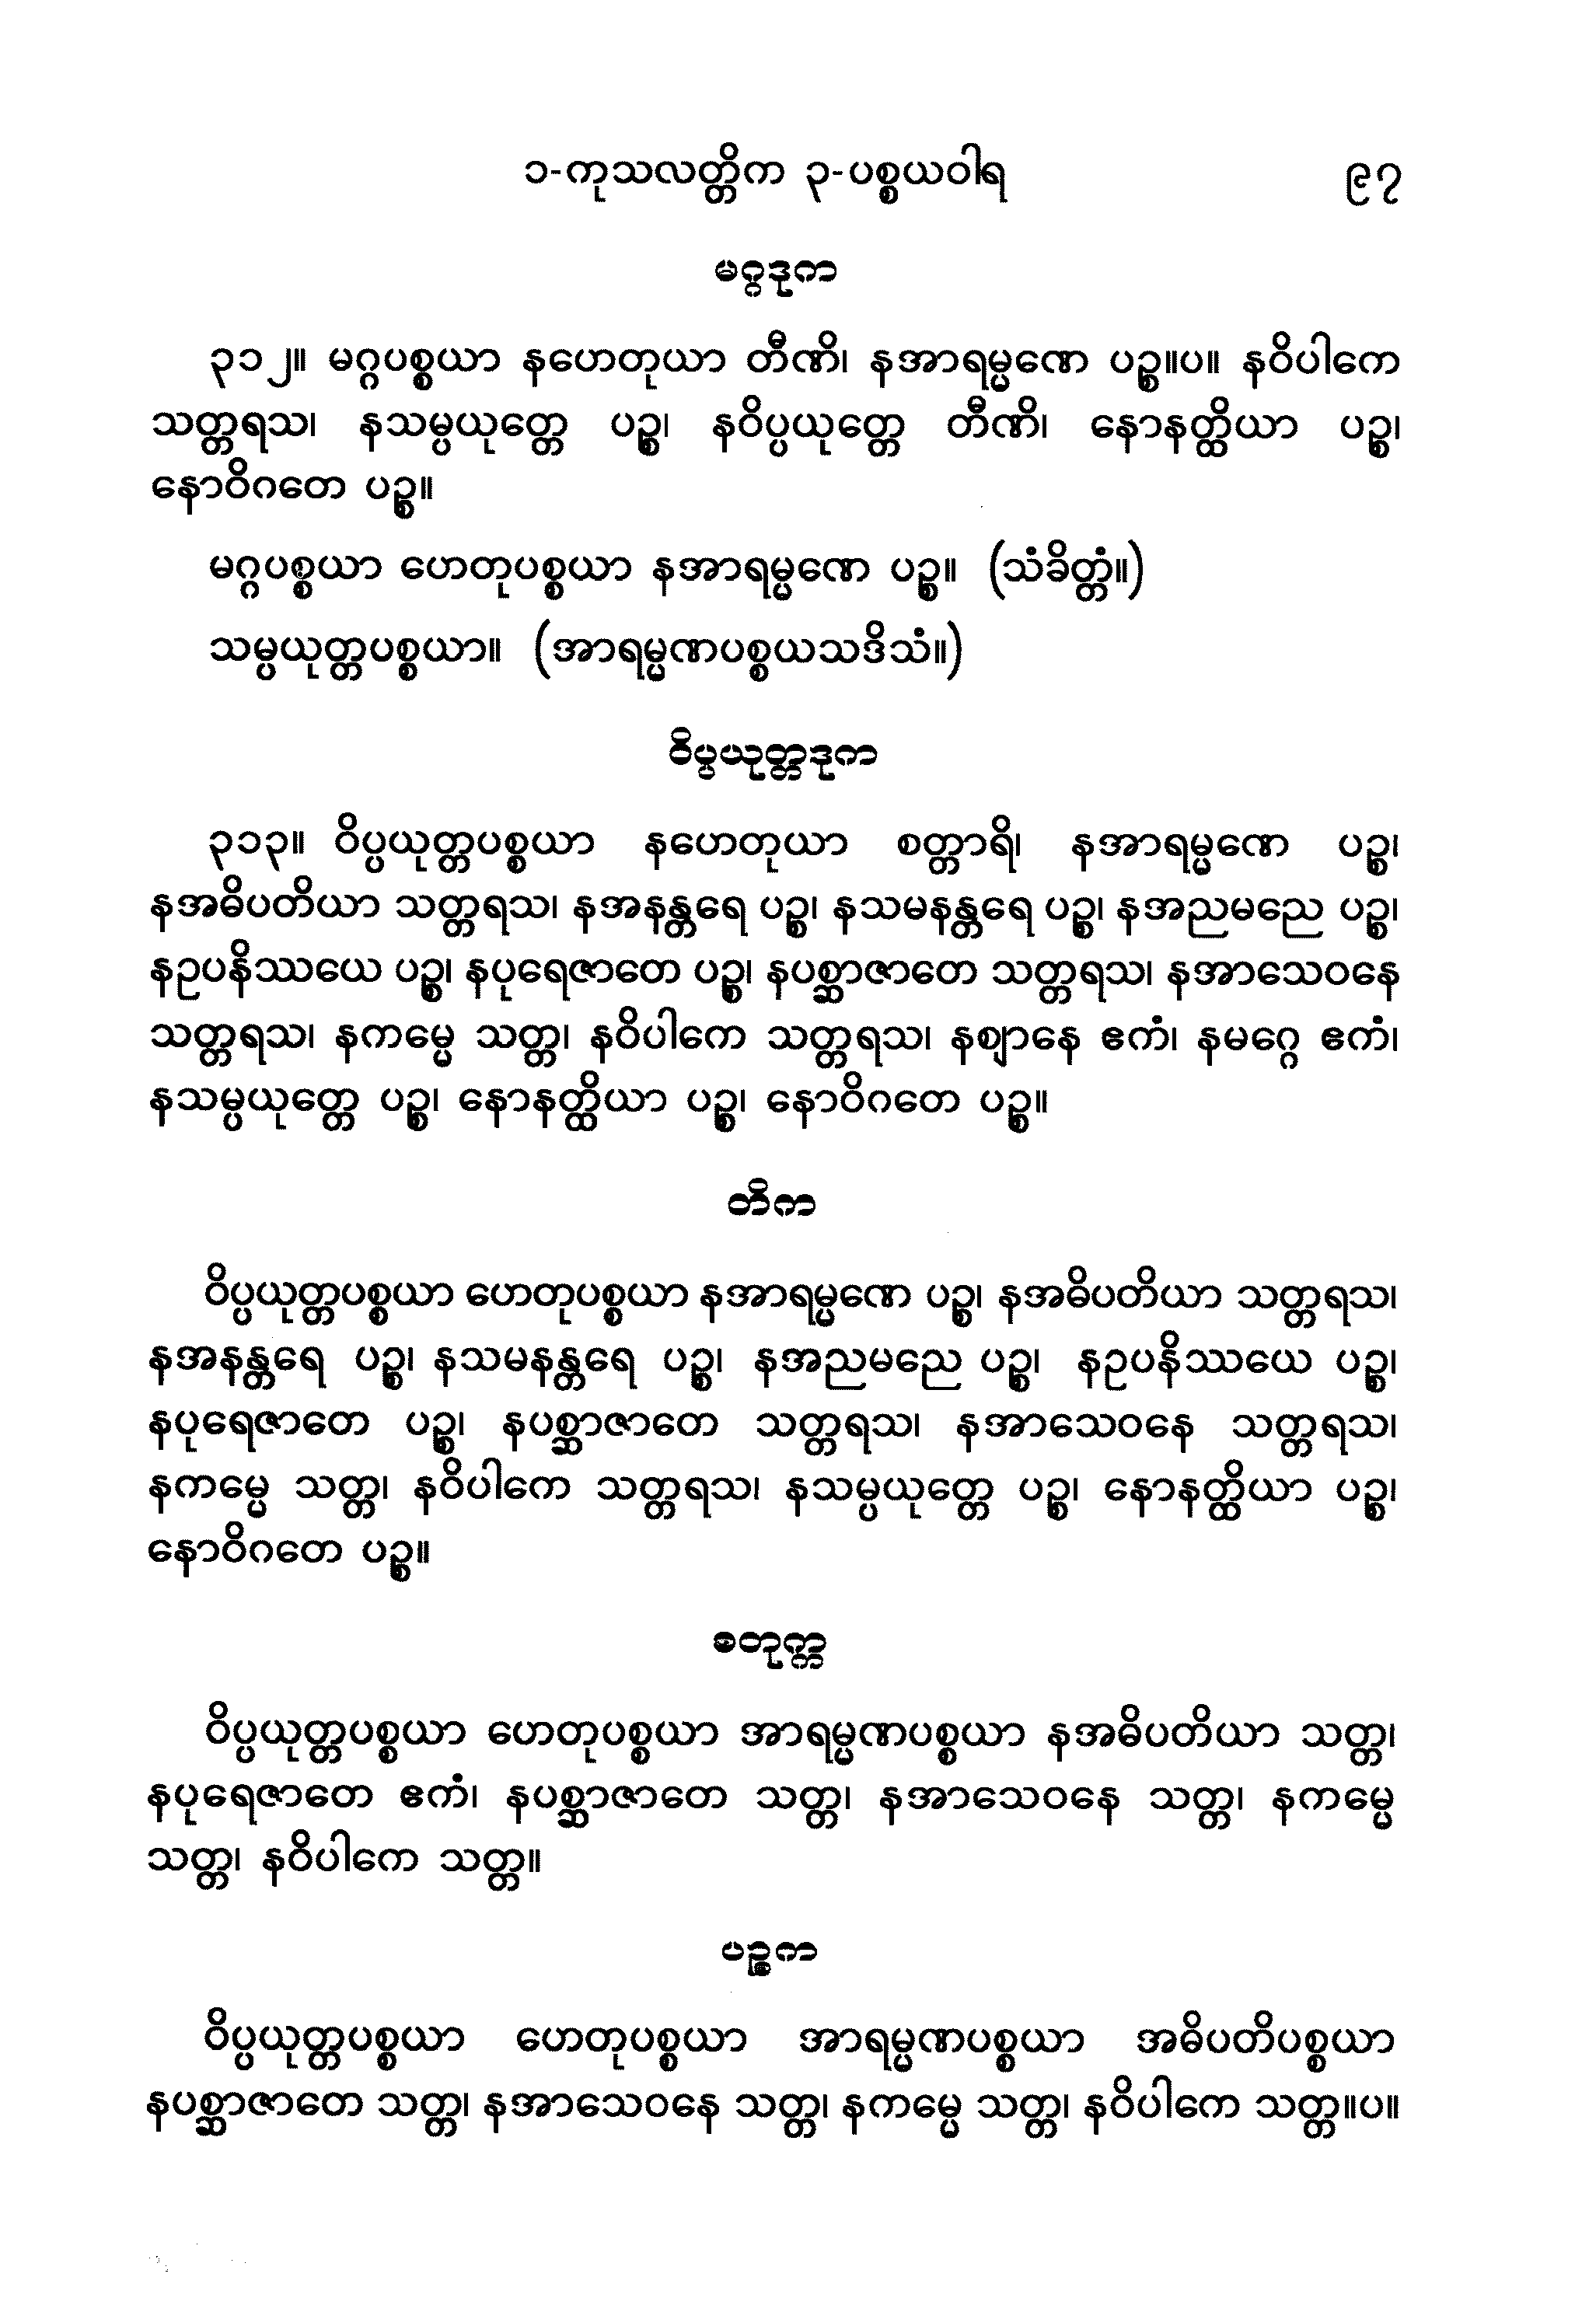 ၁-ကုသလတ္တိက ၃-ပစ္စယဝါရ ၉၇
မဂ္ဂဒုက
၃၁၂။ မဂ္ဂပစ္စယာ နဟေတုယာ တီဏိ၊ နအာရမ္မဏေ ပဉ္စ။ပ။ နဝိပါကေ
သတ္တရသ၊ နသမ္ပယုတ္တေ ပဉ္စ၊ နဝိပ္ပယုတ္တေ တီဏိ၊ နောနတ္ထိယာ ပဉ္စ၊
နောဝိဂတေ ပဉ္စ။
မဂ္ဂပစ္စယာ ဟေတုပစ္စယာ နအာရမ္မဏေ ပဉ္စ။ (သံခိတ္တံ။)
သမ္ပယုတ္တပစ္စယာ။ (အာရမ္မဏပစ္စယသဒိသံ။)
ဝိပ္ပယုတ္တဒုက
၃၁၃။ ဝိပ္ပယုတ္တပစ္စယာ နဟေတုယာ စတ္တာရိ၊ နအာရမ္မဏေ ပဉ္စ၊
နအဓိပတိယာ သတ္တရသ၊ နအနန္တရေ ပဉ္စ၊ နသမနန္တရေ ပဉ္စ၊ နအညမညေ ပဉ္စ၊
နဥပနိဿယေ ပဉ္စ၊ နပုရေဇာတေ ပဉ္စ၊ နပစ္ဆာဇာတေ သတ္တရသ၊ နအာသေဝနေ
သတ္တရသ၊ နကမ္မေ သတ္တ၊ နဝိပါကေ သတ္တရသ၊ နဈာနေ ဧကံ၊ နမဂ္ဂေ ဧကံ၊
နသမ္ပယုတ္တေ ပဉ္စ၊ နောနတ္ထိယာ ပဉ္စ၊ နောဝိဂတေ ပဉ္စ။
တိက
ဝိပ္ပယုတ္တပစ္စယာ ဟေတုပစ္စယာ နအာရမ္မဏေ ပဉ္စ၊ နအဓိပတိယာ သတ္တရသ၊
နအနန္တရေ ပဉ္စ၊ နသမနန္တရေ ပဉ္စ၊ နအညမညေ ပဉ္စ၊ နဥပနိဿယေ ပဉ္စ၊
နပုရေဇာတေ ပဉ္စ၊ နပစ္ဆာဇာတေ သတ္တရသ၊ နအာသေဝနေ သတ္တရသ၊
နကမ္မေ သတ္တ၊ နဝိပါကေ သတ္တရသ၊ နသမ္ပယုတ္တေ ပဉ္စ၊ နောနတ္ထိယာ ပဉ္စ၊
နောဝိဂတေ ပဉ္စ။
စတုက္က
ဝိပ္ပယုတ္တပစ္စယာ ဟေတုပစ္စယာ အာရမ္မဏပစ္စယာ နအဓိပတိယာ သတ္တ၊
နပုရေဇာတေ ဧကံ၊ နပစ္ဆာဇာတေ သတ္တ၊ နအာသေဝနေ သတ္တ၊ နကမ္မေ
သတ္တ၊ နဝိပါကေ သတ္တ။
ပဉ္စက
ဝိပ္ပယုတ္တပစ္စယာ ဟေတုပစ္စယာ အာရမ္မဏပစ္စယာ အဓိပတိပစ္စယာ
နပစ္ဆာဇာတေ သတ္တ၊ နအာသေဝနေ သတ္တ၊ နကမ္မေ သတ္တ၊ နဝိပါကေ သတ္တ။ပ။